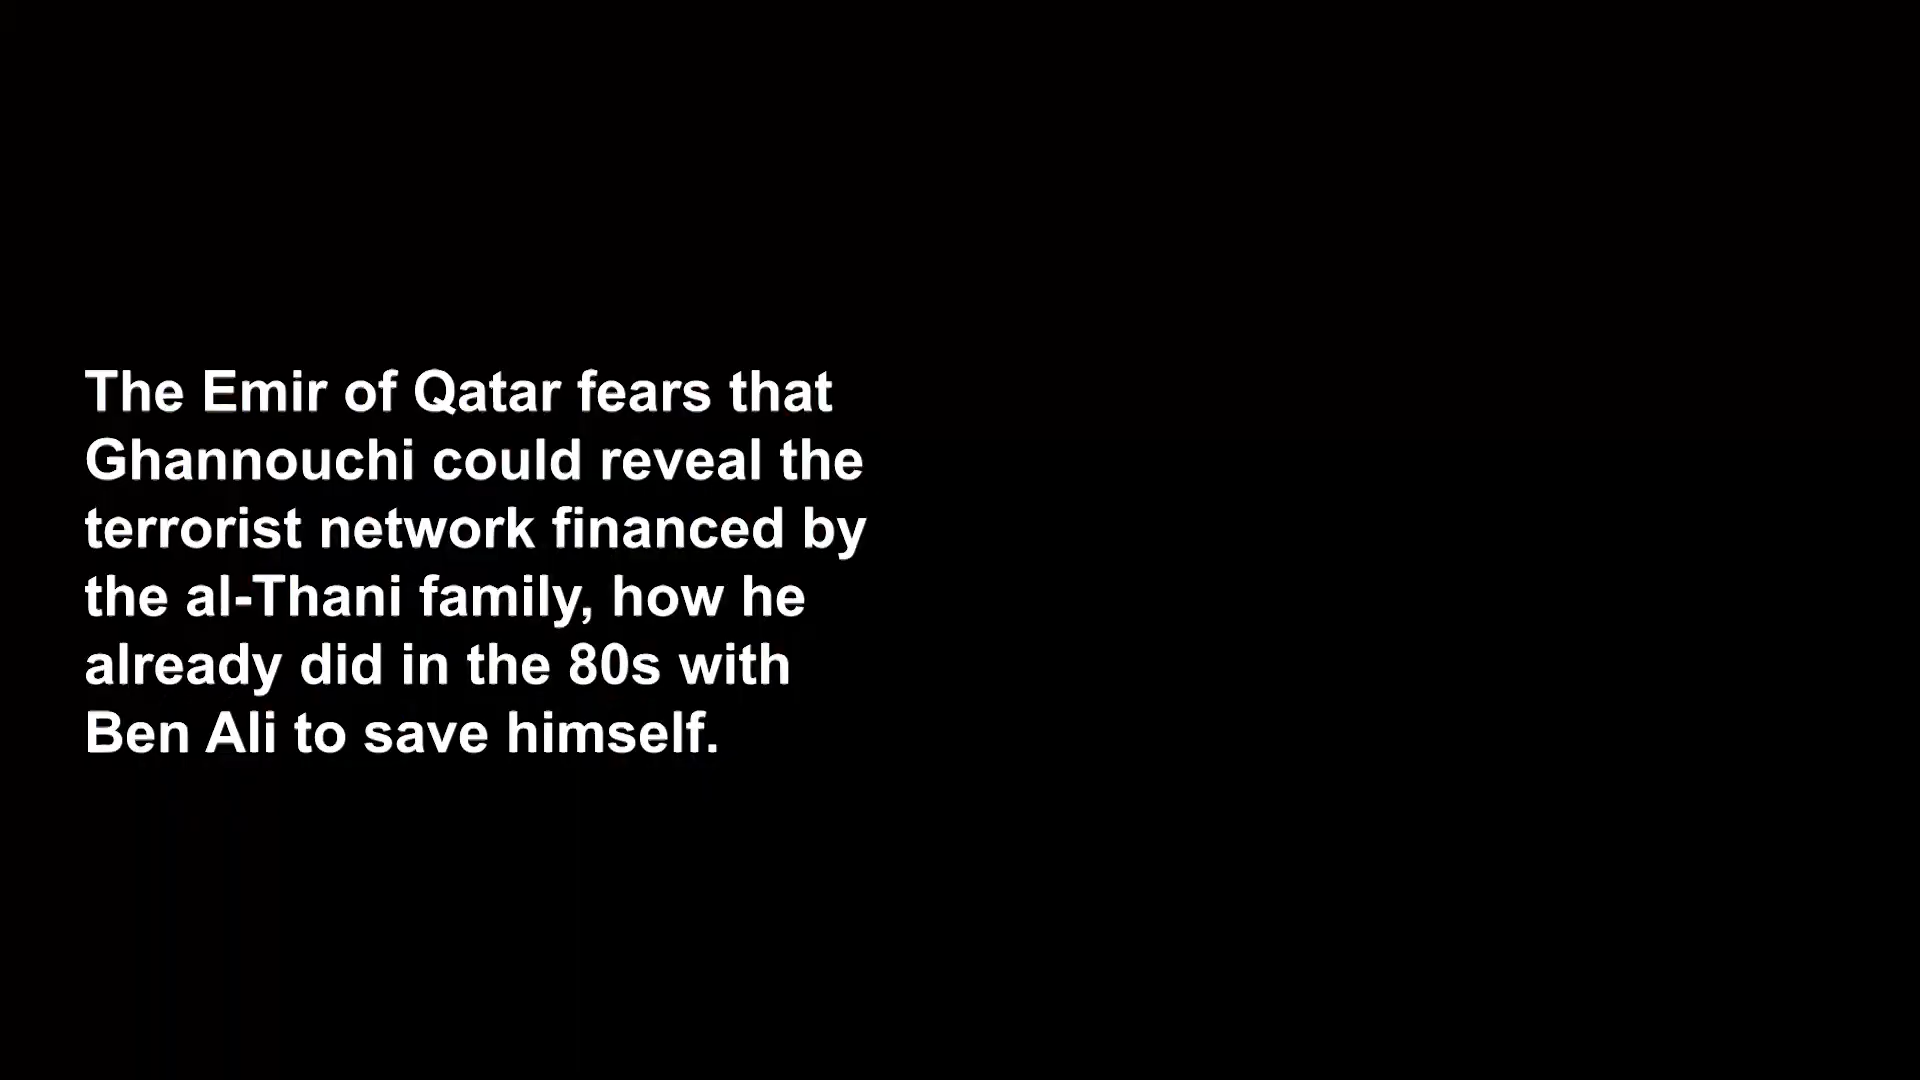 The Emir of Qatar fears that
Ghannouchi could reveal the
terrorist network financed by
the al-Thani family, how he
already did in the 80s with
Ben Ali to save himself.